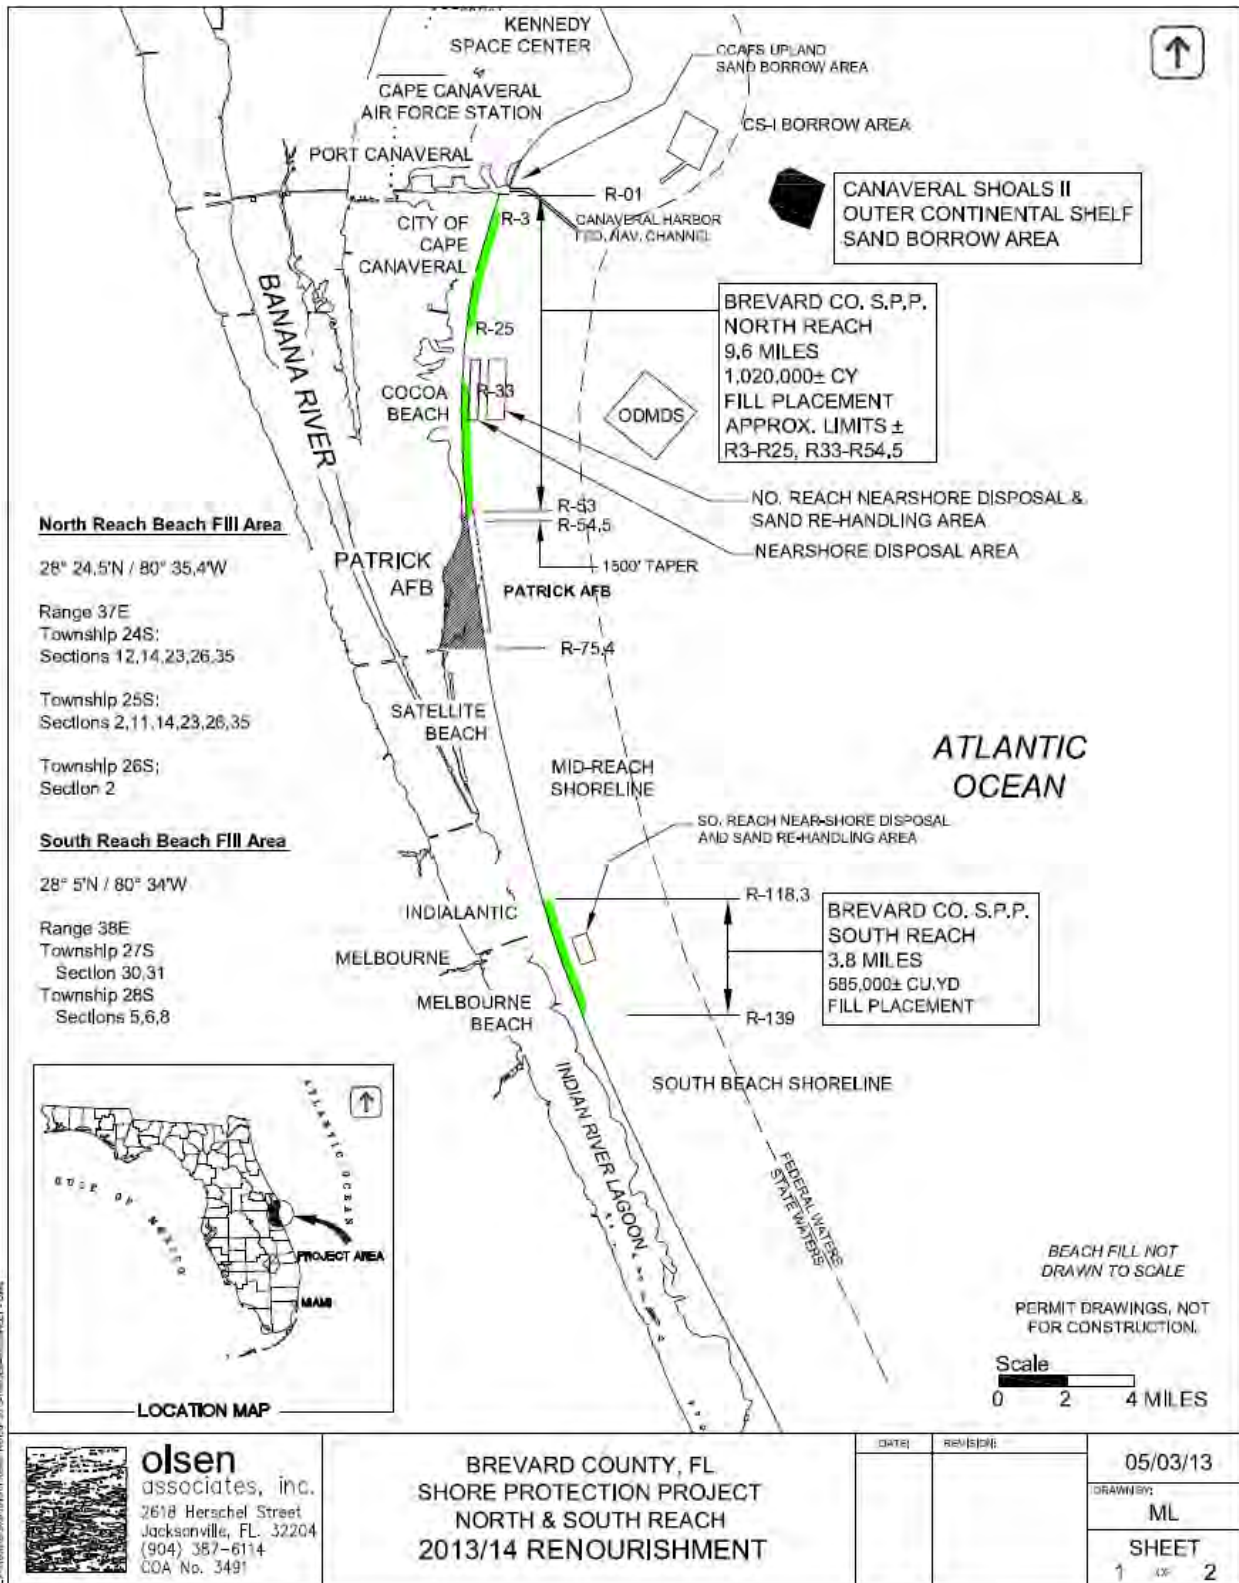 KENNEDY
SPACE CENTER
CCAFS UPLAND
SAND BORROW AREA
CAPE CANAVERAL
AIR FORCE STATION
CS-I BORROW AREA
PORT CANAVERAL
R-01
CANAVERAL SHOALS II
OUTER CONTINENTAL SHELF
SAND BORROW AREA
R-3
CANAVERAL HARBOR
FED. NAV. CHANNEL
CITY OF
CAPE
CANAVERAL
BANANA RIVER
R-25
BREVARD CO. S.P.P.
NORTH REACH
9.6 MILES
1,020,000± CY
FILL PLACEMENT
APPROX. LIMITS ±
R3-R25, R33-R54.5
COCOA
BEACH
R-33
ODMDS
NO. REACH NEARSHORE DISPOSAL &
SAND RE-HANDLING AREA
NEARSHORE DISPOSAL AREA
R-53
R-54.5
1500' TAPER
PATRICK
AFB
PATRICK AFB
R-75.4
North Reach Beach Fill Area
28° 24.5'N / 80° 35.4'W
Range 37E
Township 24S:
Sections 12,14,23,26,35
Township 25S:
Sections 2,11,14,23,26,35
Township 26S:
Section 2
South Reach Beach Fill Area
28° 5'N / 80° 34'W
Range 38E
Township 27S
Section 30,31
Township 28S
Sections 5,6,8
SATELLITE
BEACH
MID-REACH
SHORELINE
ATLANTIC
OCEAN
SO. REACH NEAR-SHORE DISPOSAL
AND SAND RE-HANDLING AREA
R-118.3
INDIALANTIC
BREVARD CO. S.P.P.
SOUTH REACH
3.8 MILES
585,000± CU.YD
FILL PLACEMENT
MELBOURNE
MELBOURNE
BEACH
R-139
INDIAN RIVER LAGOON
SOUTH BEACH SHORELINE
FEDERAL WATERS
STATE WATERS
ATLANTIC OCEAN
GULF OF MEXICO
PROJECT AREA
MIAMI
LOCATION MAP
BEACH FILL NOT
DRAWN TO SCALE
PERMIT DRAWINGS, NOT
FOR CONSTRUCTION.
Scale
0 2 4 MILES
olsen
associates, inc.
2618 Herschel Street
Jacksonville, FL. 32204
(904) 387-6114
COA No. 3491
BREVARD COUNTY, FL
SHORE PROTECTION PROJECT
NORTH & SOUTH REACH
2013/14 RENOURISHMENT
DATE:
REVISION:
05/03/13
DRAWN BY:
ML
SHEET
1 OF 2